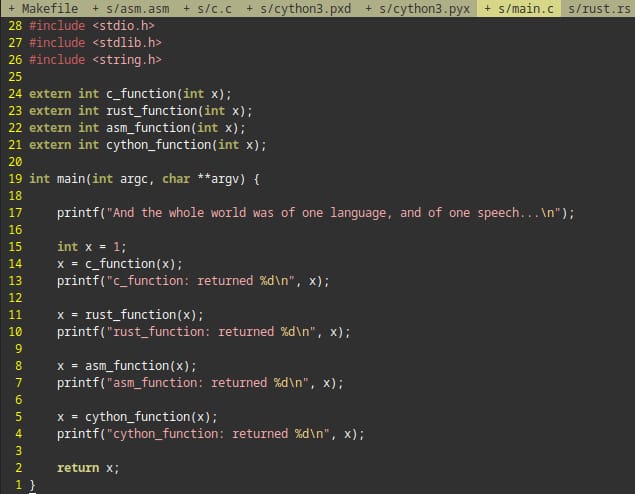 + Makefile  + s/asm.asm  + s/c.c  + s/cython3.pxd  + s/cython3.pyx  + s/main.c  s/rust.rs
28 #include <stdio.h>
27 #include <stdlib.h>
26 #include <string.h>
25
24 extern int c_function(int x);
23 extern int rust_function(int x);
22 extern int asm_function(int x);
21 extern int cython_function(int x);
20
19 int main(int argc, char **argv) {
18
17     printf("And the whole world was of one language, and of one speech...\n");
16
15     int x = 1;
14     x = c_function(x);
13     printf("c_function: returned %d\n", x);
12
11     x = rust_function(x);
10     printf("rust_function: returned %d\n", x);
9
8     x = asm_function(x);
7     printf("asm_function: returned %d\n", x);
6
5     x = cython_function(x);
4     printf("cython_function: returned %d\n", x);
3
2     return x;
1 }